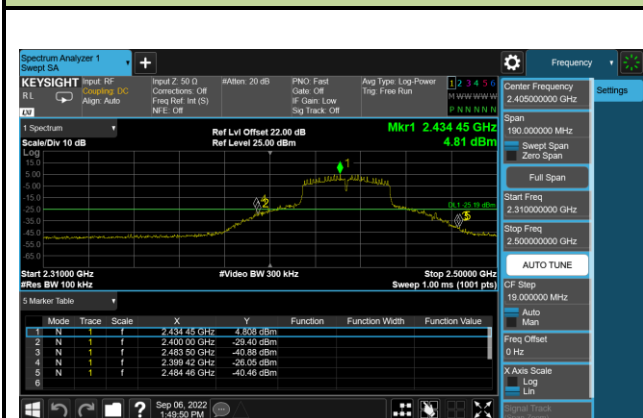 Spectrum Analyzer 1
Swept SA
+
Frequency
KEYSIGHT
RL
LXI
Input: RF
Coupling: DC
Align: Auto
Input Z: 50 Ω
Corrections: Off
Freq Ref: Int (S)
NFE: Off
#Atten: 20 dB
PNO: Fast
Gate: Off
IF Gain: Low
Sig Track: Off
Avg Type: Log-Power
Trig: Free Run
1 2 3 4 5 6
M W W W W W
P N N N N N
Center Frequency
2.405000000 GHz
Settings
Span
190.000000 MHz
Swept Span
Zero Span
Full Span
Start Freq
2.310000000 GHz
Stop Freq
2.500000000 GHz
AUTO TUNE
CF Step
19.000000 MHz
Auto
Man
Freq Offset
0 Hz
X Axis Scale
Log
Lin
Signal Track
1 Spectrum
Scale/Div 10 dB
Ref Lvl Offset 22.00 dB
Ref Level 25.00 dBm
Mkr1 2.434 45 GHz
4.81 dBm
Log
15.0
5.00
-5.00
-15.0
-25.0
-35.0
-45.0
-55.0
-65.0
1
2
5
DL1 -25.19 dBm
Start 2.31000 GHz
#Res BW 100 kHz
#Video BW 300 kHz
Stop 2.50000 GHz
Sweep 1.00 ms (1001 pts)
5 Marker Table
Mode Trace Scale X Y Function Function Width Function Value
1 N 1 f 2.434 45 GHz 4.808 dBm
2 N 1 f 2.400 00 GHz -29.40 dBm
3 N 1 f 2.483 50 GHz -40.88 dBm
4 N 1 f 2.399 42 GHz -26.05 dBm
5 N 1 f 2.484 46 GHz -40.46 dBm
6
?
Sep 06, 2022
1:49:50 PM